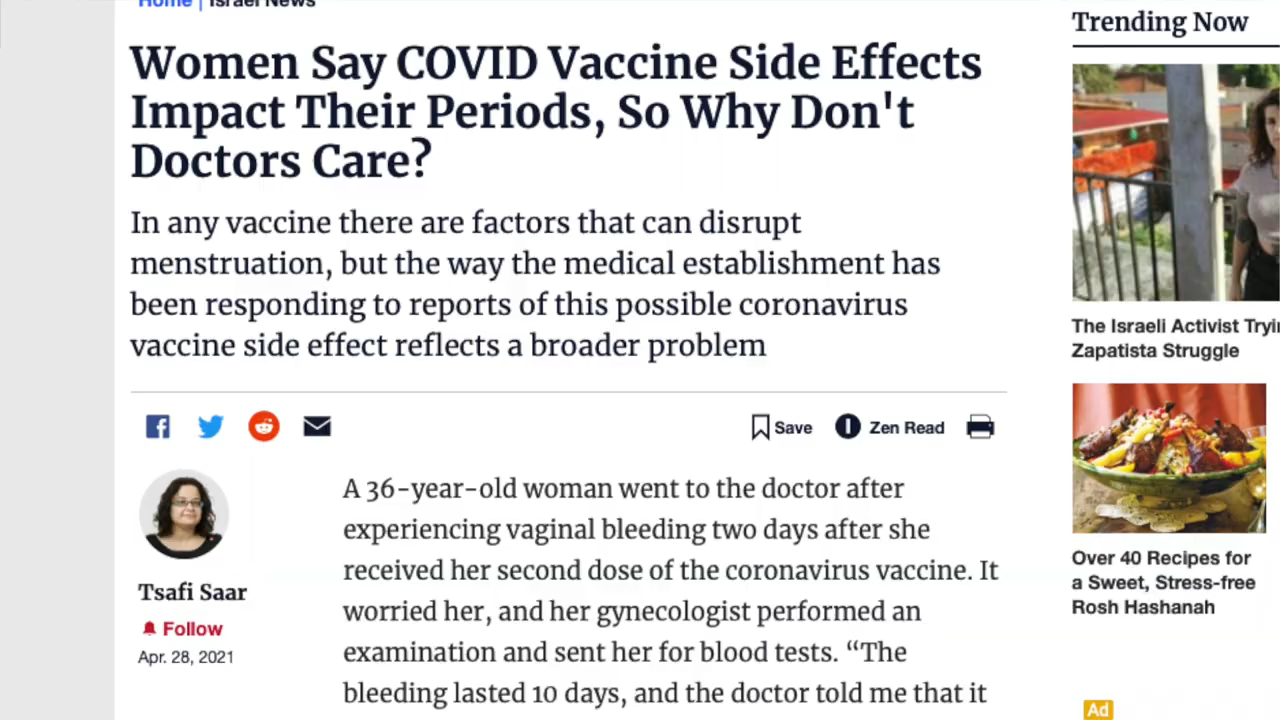 Home | Israel News
Women Say COVID Vaccine Side Effects
Impact Their Periods, So Why Don't
Doctors Care?
In any vaccine there are factors that can disrupt
menstruation, but the way the medical establishment has
been responding to reports of this possible coronavirus
vaccine side effect reflects a broader problem
Save
Zen Read
Tsafi Saar
Follow
Apr. 28, 2021
A 36-year-old woman went to the doctor after
experiencing vaginal bleeding two days after she
received her second dose of the coronavirus vaccine. It
worried her, and her gynecologist performed an
examination and sent her for blood tests. “The
bleeding lasted 10 days, and the doctor told me that it
Trending Now
The Israeli Activist
Zapatista Struggle
Over 40 Recipes for
a Sweet, Stress-free
Rosh Hashanah
Ad